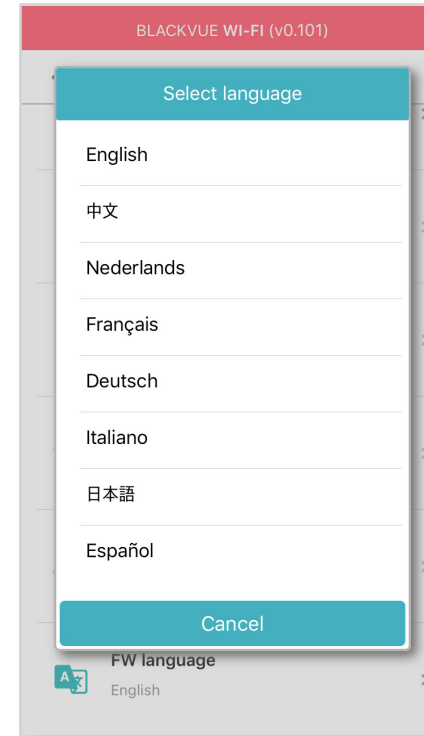 BLACKVUE WI-FI (v0.101)
Select language
English
中文
Nederlands
Français
Deutsch
Italiano
日本語
Español
Cancel
FW language
English